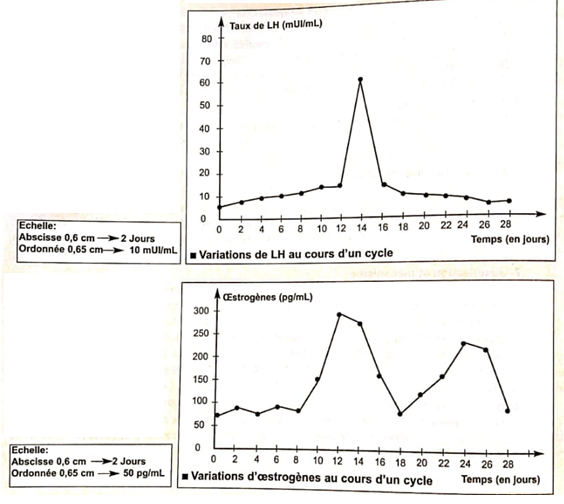 Taux de LH (mUI/mL)
80
70
60
50
40
30
20
10
0
0 2 4 6 8 10 12 14 16 18 20 22 24 26 28
Temps (en Jours)
Echelle:
Abscisse 0,6 cm → 2 Jours
Ordonnée 0,65 cm → 10 mUI/mL
■ Variations de LH au cours d'un cycle
Œstrogènes (pg/mL)
300
250
200
150
100
50
0
0 2 4 6 8 10 12 14 16 18 20 22 24 26 28
Echelle:
Abscisse 0,6 cm → 2 Jours
Ordonnée 0,65 cm → 50 pg/mL
■ Variations d'œstrogènes au cours d'un cycle
Temps (en Jours)